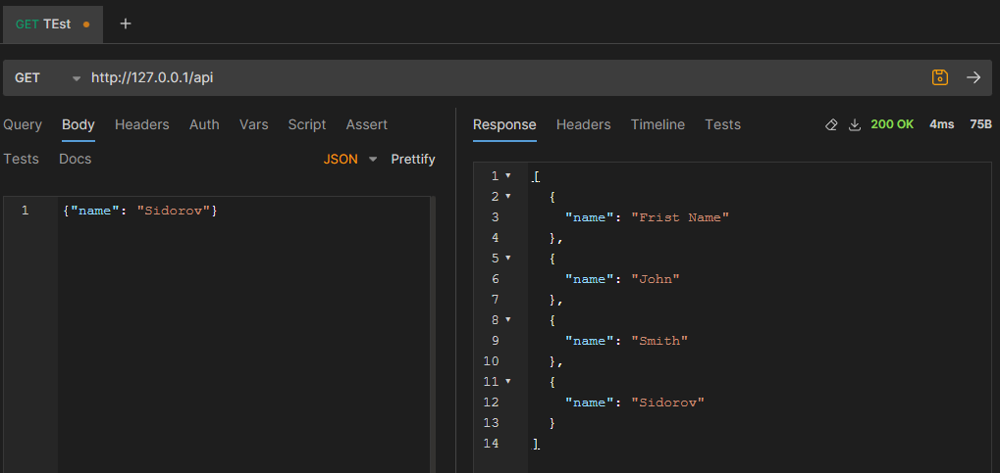 GET TEst
GET http://127.0.0.1/api
Query Body Headers Auth Vars Script Assert
Tests Docs JSON Prettify
1 {"name": "Sidorov"}
Response Headers Timeline Tests 200 OK 4ms 75B
1 [
2 {
3 "name": "Frist Name"
4 },
5 {
6 "name": "John"
7 },
8 {
9 "name": "Smith"
10 },
11 {
12 "name": "Sidorov"
13 }
14 ]